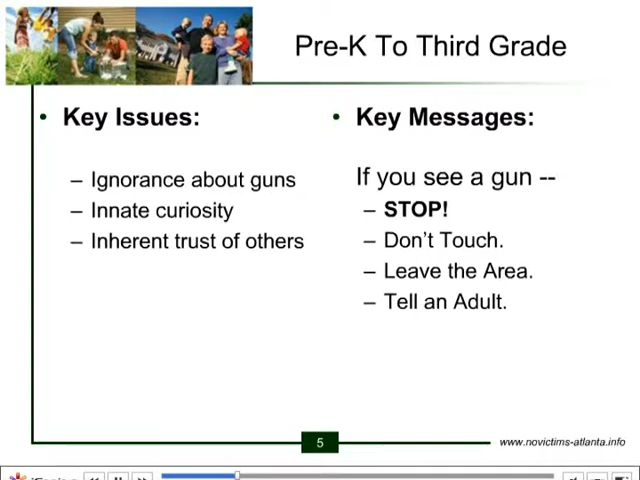 Pre-K To Third Grade
• Key Issues:
– Ignorance about guns
– Innate curiosity
– Inherent trust of others
• Key Messages:
If you see a gun --
– STOP!
– Don't Touch.
– Leave the Area.
– Tell an Adult.
5
www.novictims-atlanta.info